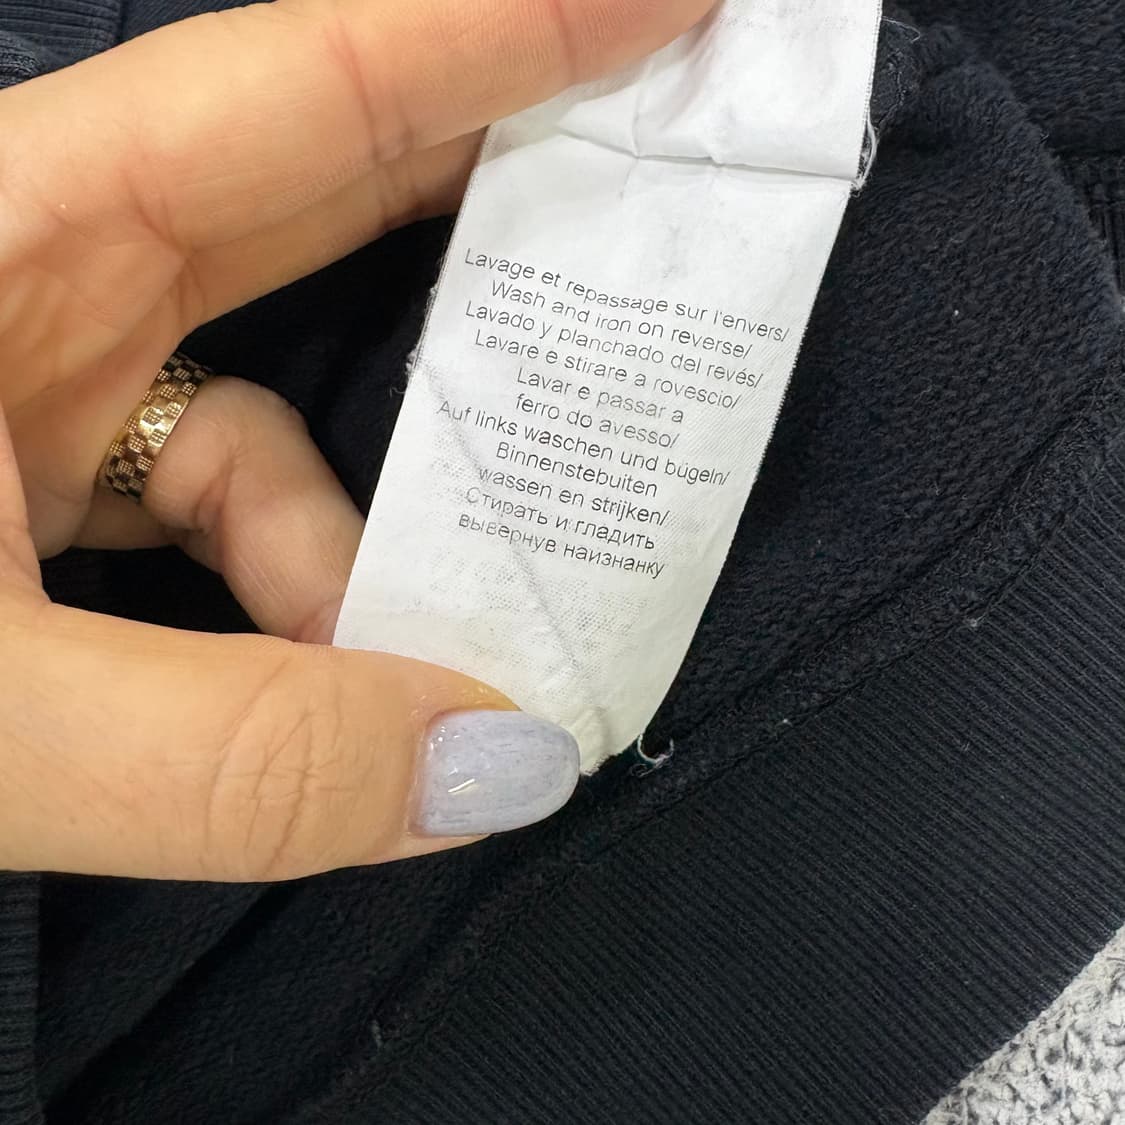 Lavage et repassage sur l'envers/
Wash and iron on reverse/
Lavado y planchado del revés/
Lavare e stirare a rovescio/
Lavar e passar a
ferro do avesso/
Auf links waschen und bügeln/
Binnenstebuiten
wassen en strijken/
Стирать и гладить
вывернув наизнанку